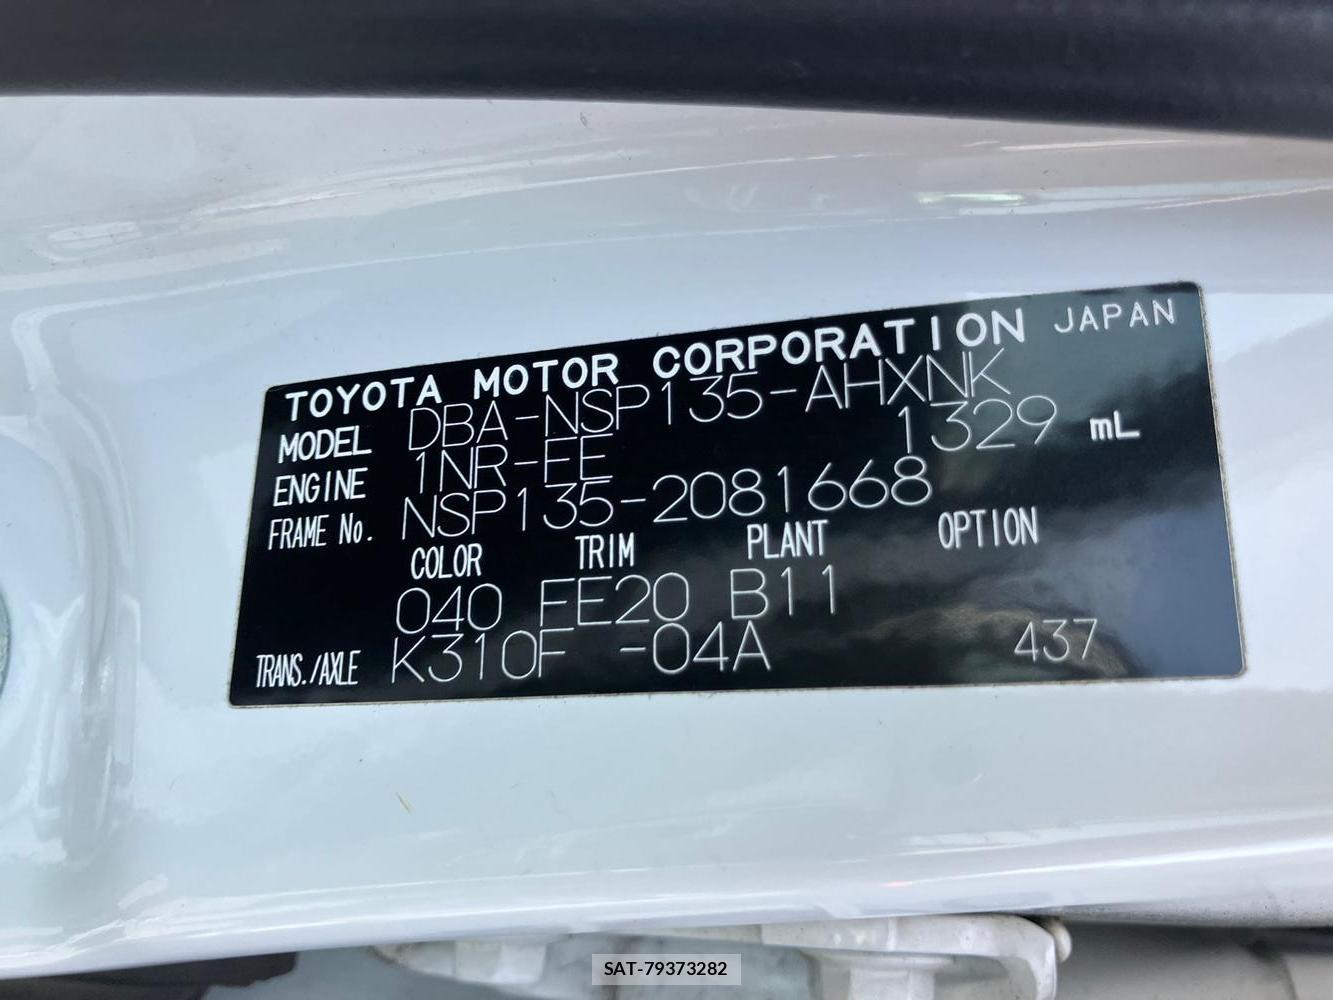 TOYOTA MOTOR CORPORATION JAPAN
MODEL DBA-NSP135-AHXNK
ENGINE 1NR-FE 1329 mL
FRAME No. NSP135-2081668
COLOR TRIM PLANT OPTION
040 FE20 B11
TRANS./AXLE K310F -04A 437
SAT-79373282